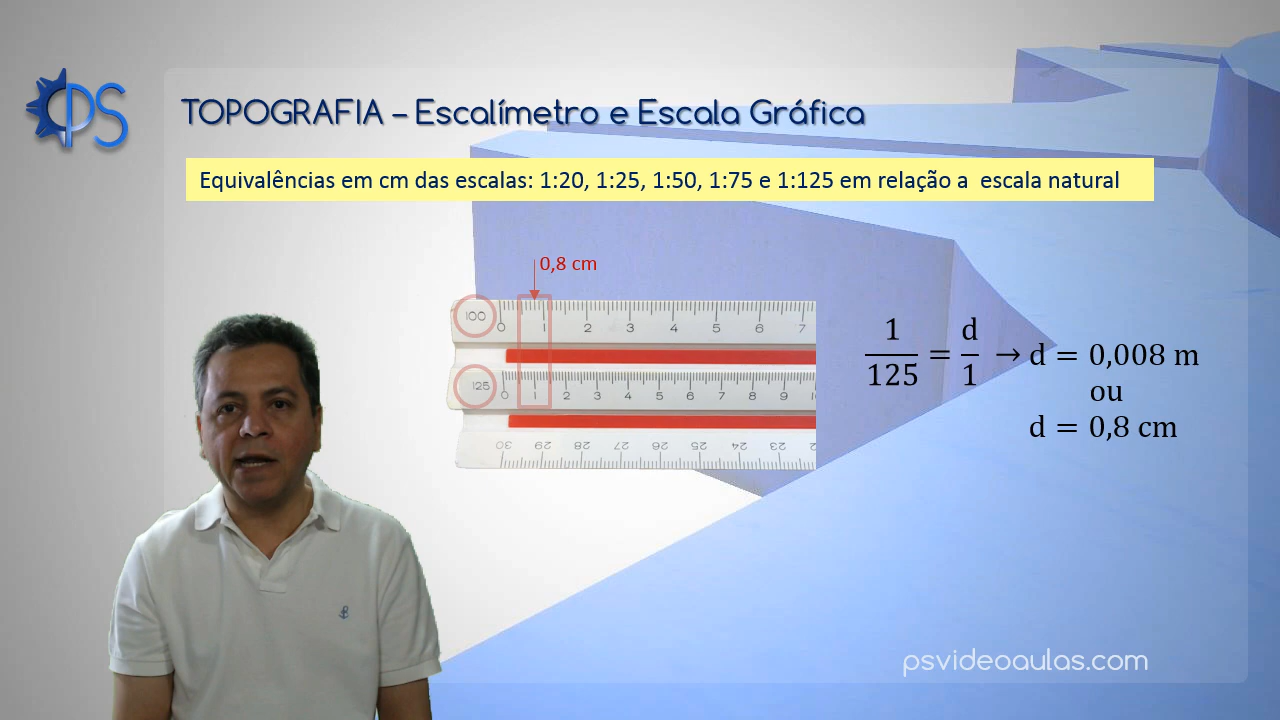 PS
TOPOGRAFIA – Escalímetro e Escala Gráfica
Equivalências em cm das escalas: 1:20, 1:25, 1:50, 1:75 e 1:125 em relação a escala natural
0,8 cm
100 0 1 2 3 4 5 6 7
125 0 1 2 3 4 5 6 7 8 9
30 29 28 27 26 25 24 23
1/125 = d/1 → d = 0,008 m
ou
d = 0,8 cm
psvideoaulas.com